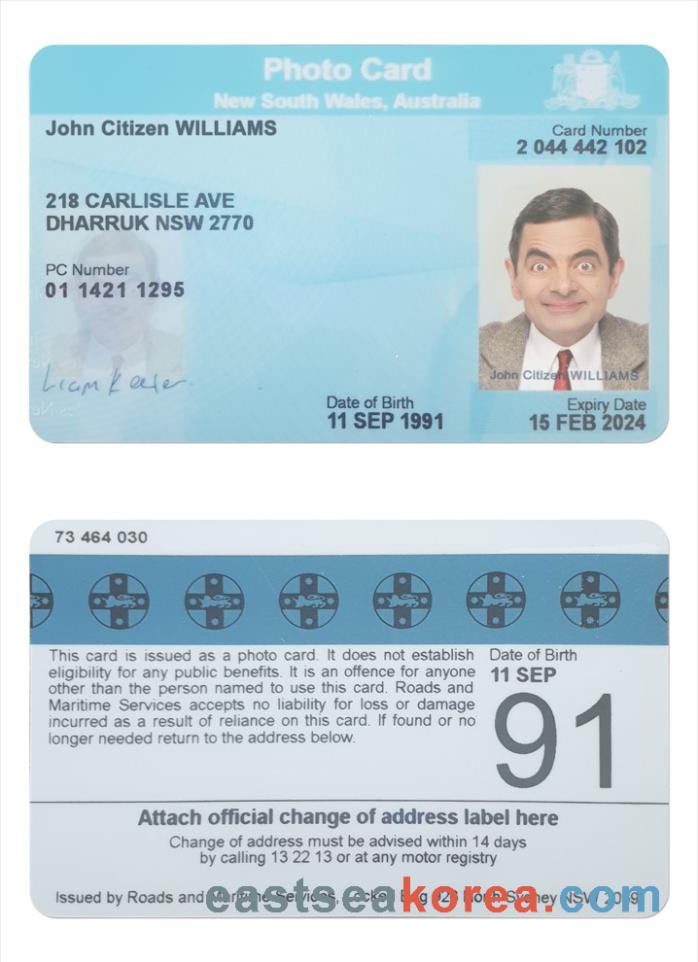 Photo Card
New South Wales, Australia
John Citizen WILLIAMS
Card Number
2 044 442 102
218 CARLISLE AVE
DHARRUK NSW 2770
PC Number
01 1421 1295
John Citizen WILLIAMS
Date of Birth
11 SEP 1991
Expiry Date
15 FEB 2024
73 464 030
This card is issued as a photo card. It does not establish
eligibility for any public benefits. It is an offence for anyone
other than the person named to use this card. Roads and
Maritime Services accepts no liability for loss or damage
incurred as a result of reliance on this card. If found or no
longer needed return to the address below.
Date of Birth
11 SEP
91
Attach official change of address label here
Change of address must be advised within 14 days
by calling 13 22 13 or at any motor registry
Issued by Roads and Maritime Services, North Sydney NSW
eastseakorea.com